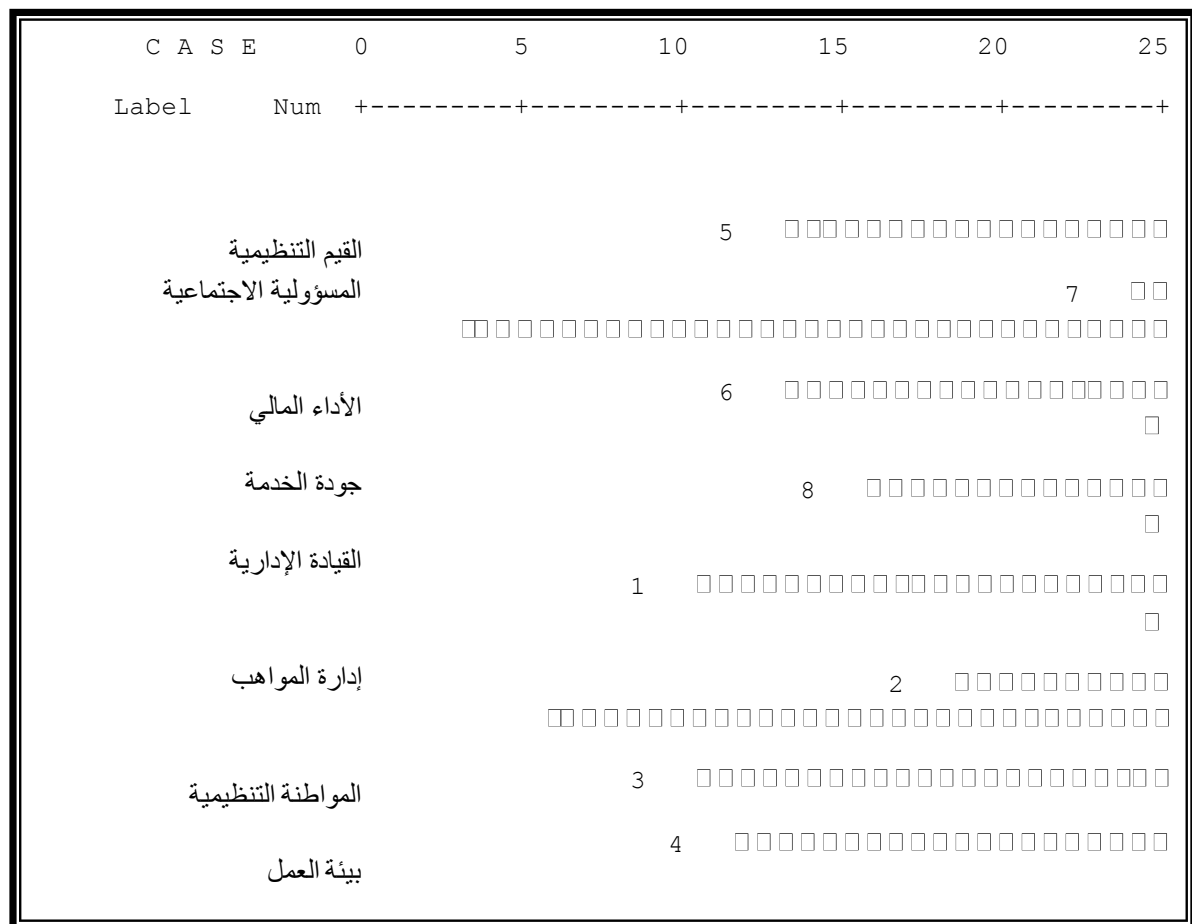 C A S E 0 5 10 15 20 25
Label Num +---------+---------+---------+---------+---------+
القيم التنظيمية 5
المسؤولية الاجتماعية 7
الأداء المالي 6
جودة الخدمة 8
القيادة الإدارية 1
إدارة المواهب 2
المواطنة التنظيمية 3
بيئة العمل 4